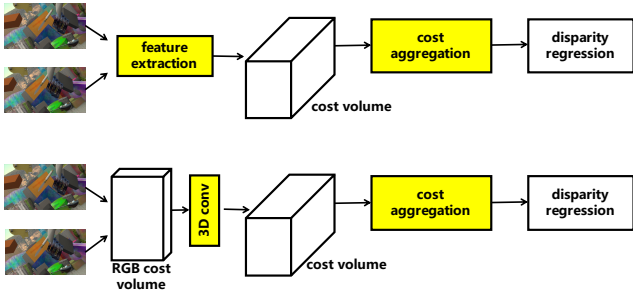 feature
extraction
cost volume
cost
aggregation
disparity
regression
RGB cost
volume
3D conv
cost volume
cost
aggregation
disparity
regression